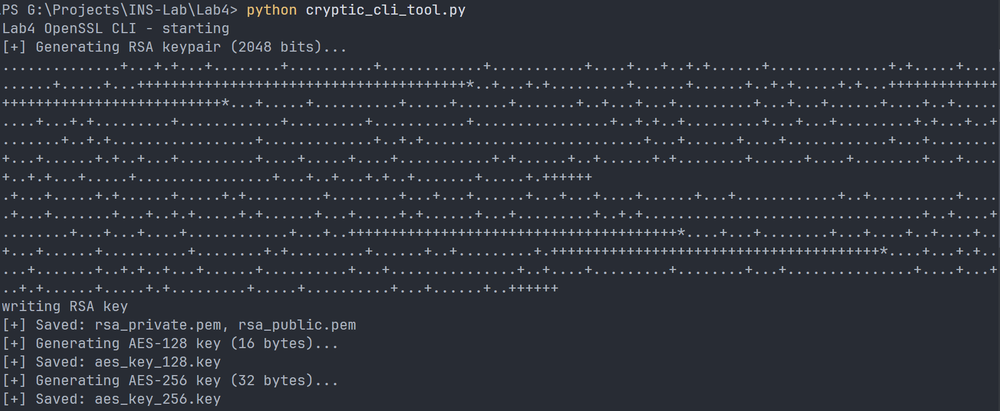 PS G:\Projects\INS-Lab\Lab4> python cryptic_cli_tool.py
Lab4 OpenSSL CLI - starting
[+] Generating RSA keypair (2048 bits)...
..............+...+.+...+........+..........+............+...........+....+...+..+.+......+..............+.+.....+....
......+.....+...+++++++++++++++++++++++++++++++++++++++*..+...+.+.........+......+......+..+.+.....+.+...+++++++++++++
++++++++++++++++++++++++++*...+.....+..........+.....+......+.......+..+...+...+.........+...+...+......+....+..+.....
....+...+.+.........+............+.........+...........+................+..+.+..+.........+...+...+.........+.+...+..+
.......+..+.+.................+.............+..+.+..........................+...+......+....+............+...+........
+...+......+.+..+...+.........+....+.....+....+...........+.+......+..+......+.+........+......+....+........+...+....
+..+.+...+.....+................+...+..+...+.+..+.......+.....+.++++++
.+...+.....+.+......+.....+.+.........+........+...+...+......+...+...+....+......+...+............+..+..........+....
.+...+.......+...+..+.+.....+.+......+...+.....+.+......+...+.........+..+.+.................................+..+....+
........+...+...+....+............+...+..+++++++++++++++++++++++++++++++++++++++*....+...+........+...+....+..+....+..
+...+......+..........+........+.+.........+......+..+.........+.+++++++++++++++++++++++++++++++++++++++*....+...+.+..
...+.......+..+.+..+...+......+..........+...+...............+..+....+.........+........+...+...............+....+...+
..+.+......+.....+.+.........+.....+..........+...+......+..++++++
writing RSA key
[+] Saved: rsa_private.pem, rsa_public.pem
[+] Generating AES-128 key (16 bytes)...
[+] Saved: aes_key_128.key
[+] Generating AES-256 key (32 bytes)...
[+] Saved: aes_key_256.key